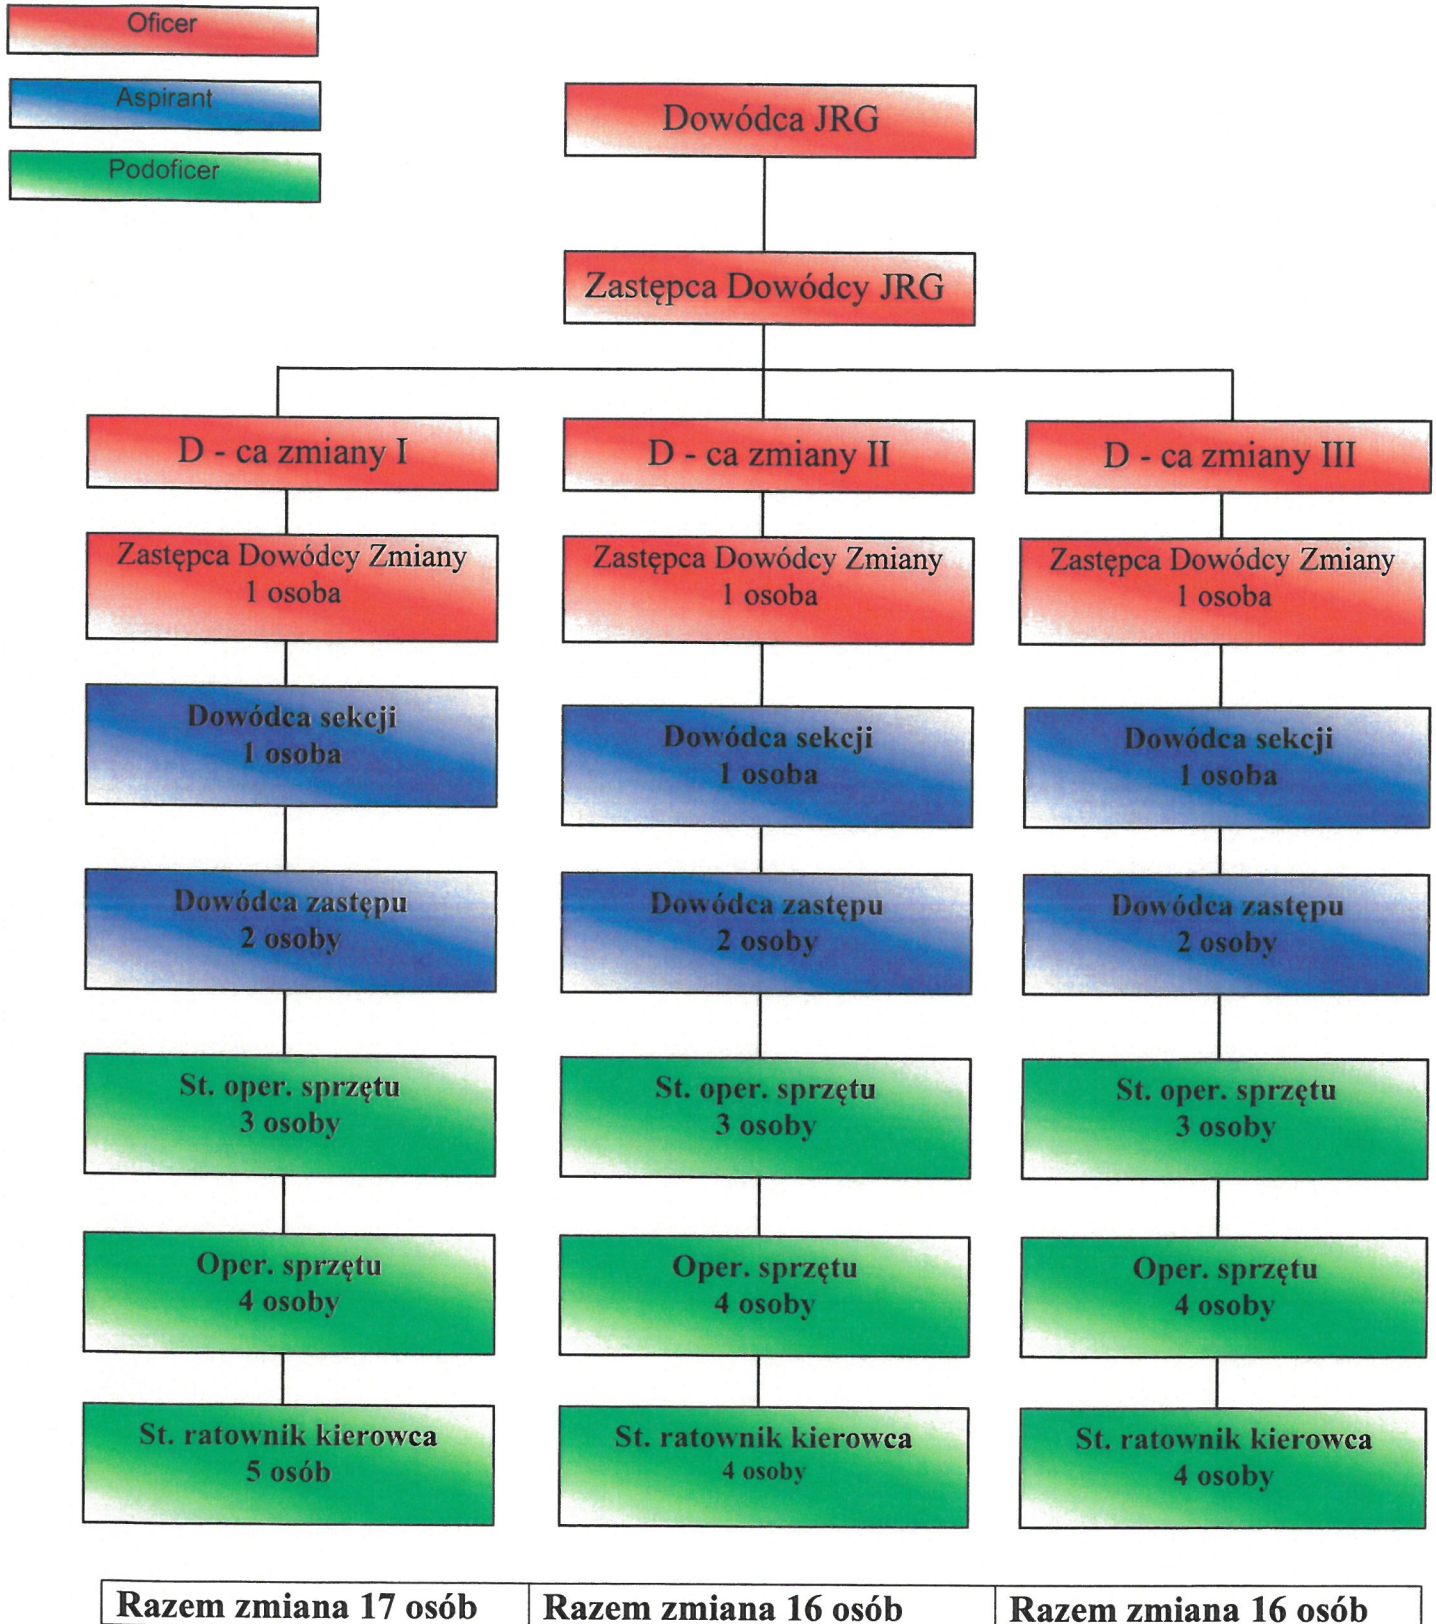 Oficer
Aspirant
Podoficer
Dowódca JRG
Zastępca Dowódcy JRG
D - ca zmiany I
D - ca zmiany II
D - ca zmiany III
Zastępca Dowódcy Zmiany
1 osoba
Zastępca Dowódcy Zmiany
1 osoba
Zastępca Dowódcy Zmiany
1 osoba
Dowódca sekcji
1 osoba
Dowódca sekcji
1 osoba
Dowódca sekcji
1 osoba
Dowódca zastępu
2 osoby
Dowódca zastępu
2 osoby
Dowódca zastępu
2 osoby
St. oper. sprzętu
3 osoby
St. oper. sprzętu
3 osoby
St. oper. sprzętu
3 osoby
Oper. sprzętu
4 osoby
Oper. sprzętu
4 osoby
Oper. sprzętu
4 osoby
St. ratownik kierowca
5 osób
St. ratownik kierowca
4 osoby
St. ratownik kierowca
4 osoby
Razem zmiana 17 osób
Razem zmiana 16 osób
Razem zmiana 16 osób